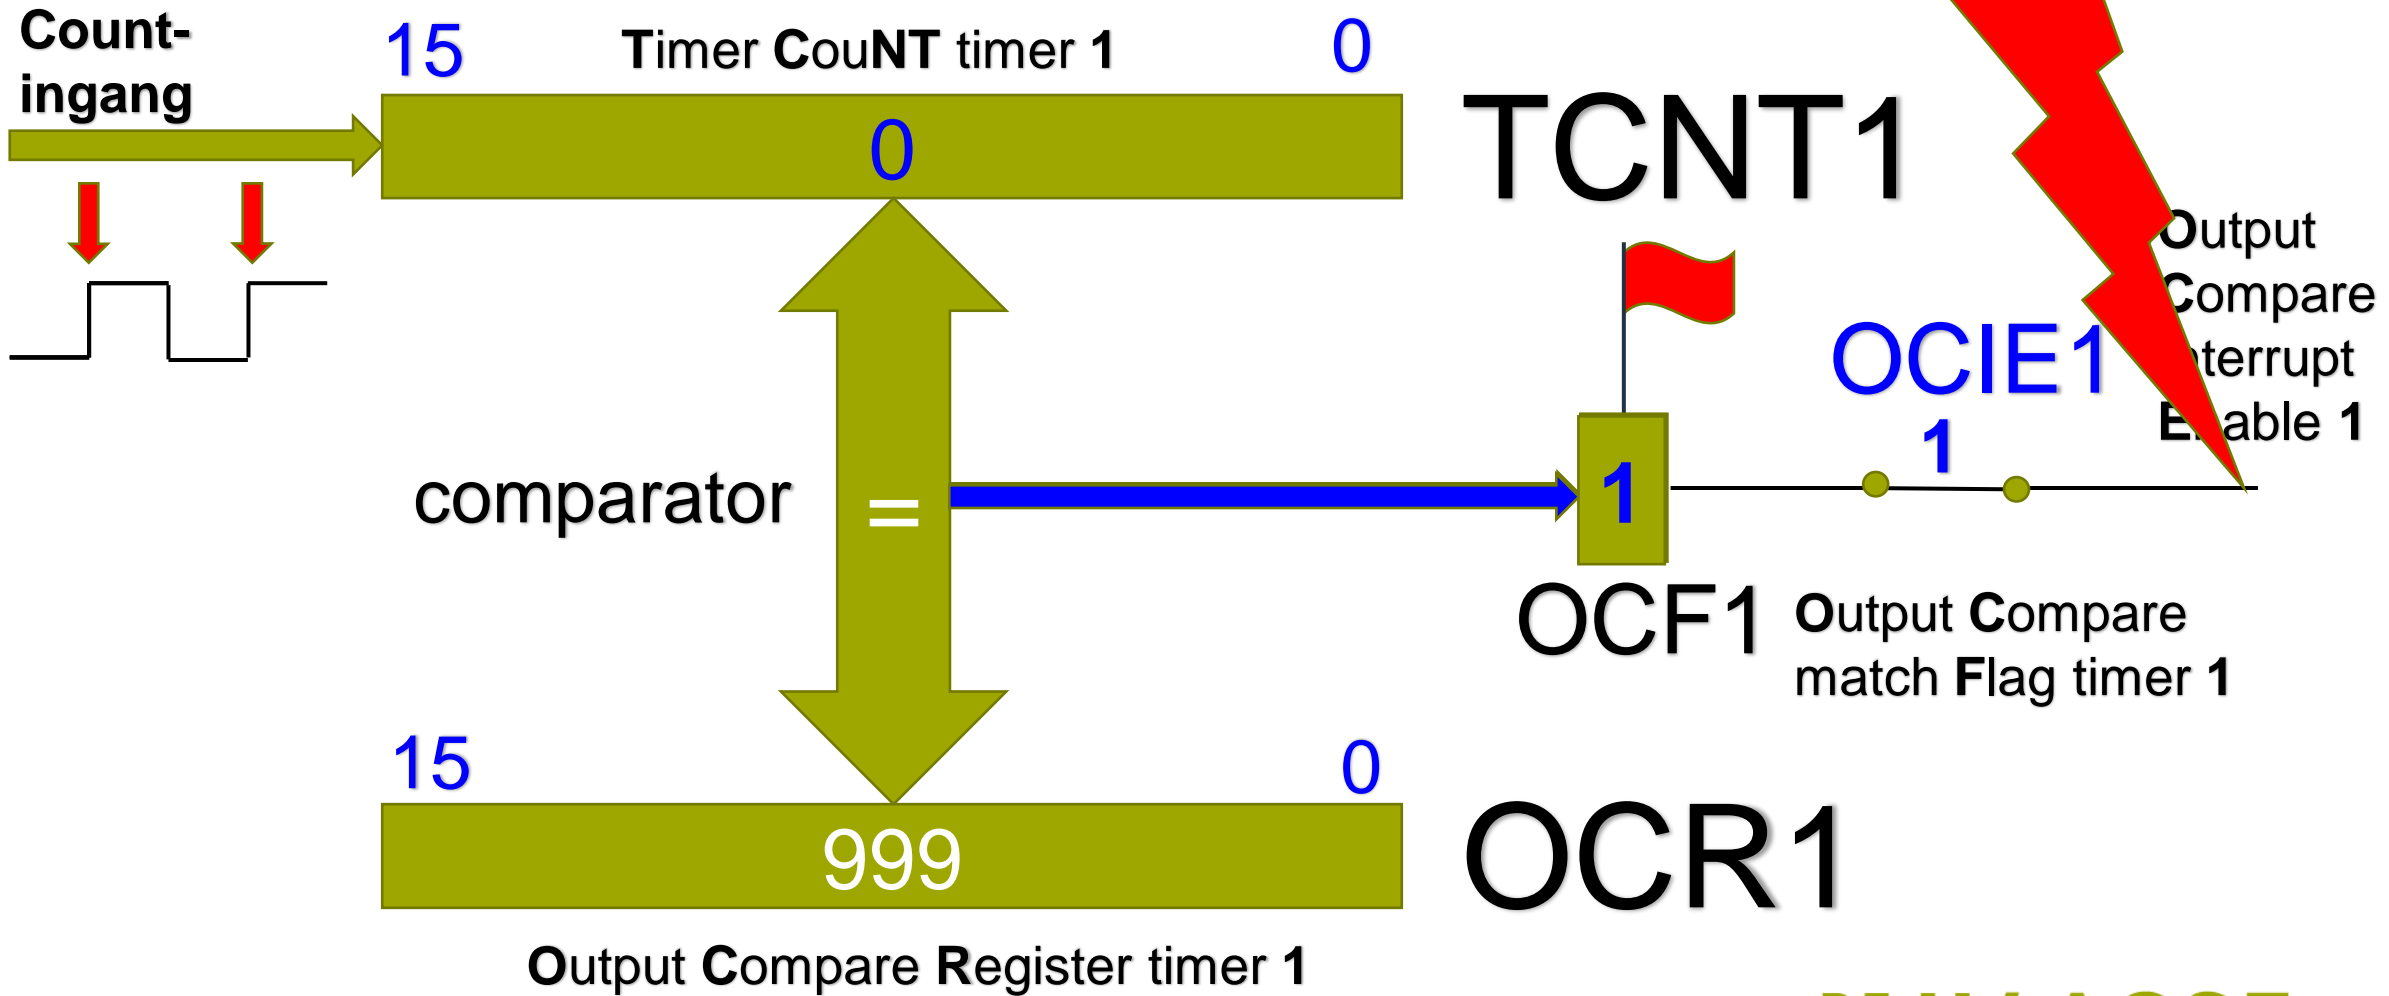 Count-
ingang
15 Timer CouNT timer 1 0
0
TCNT1
Output
Compare
terrupt
able 1
OCIE1
1
comparator =
1
OCF1
Output Compare
match Flag timer 1
15 0
999
OCR1
Output Compare Register timer 1